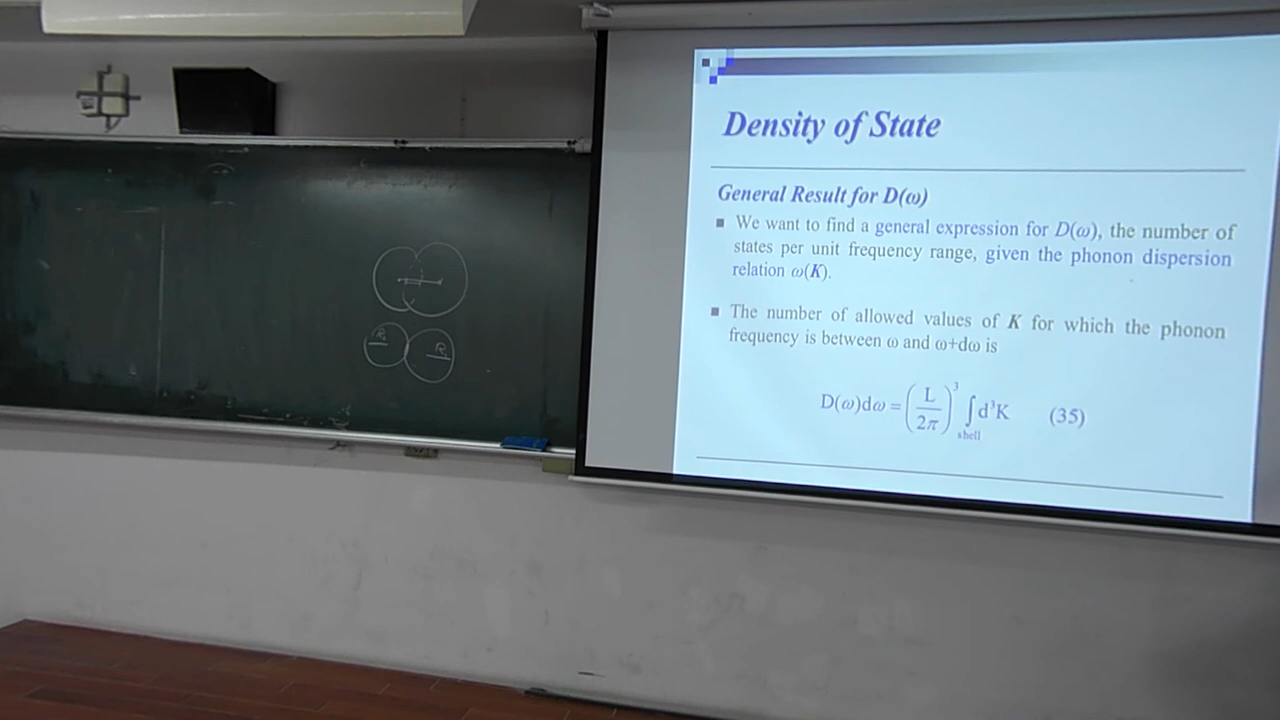 Density of State
General Result for D(ω)
▪ We want to find a general expression for D(ω), the number of
states per unit frequency range, given the phonon dispersion
relation ω(K).
▪ The number of allowed values of K for which the phonon
frequency is between ω and ω+dω is
D(ω)dω = (L/2π)³ ∫shell d³K (35)